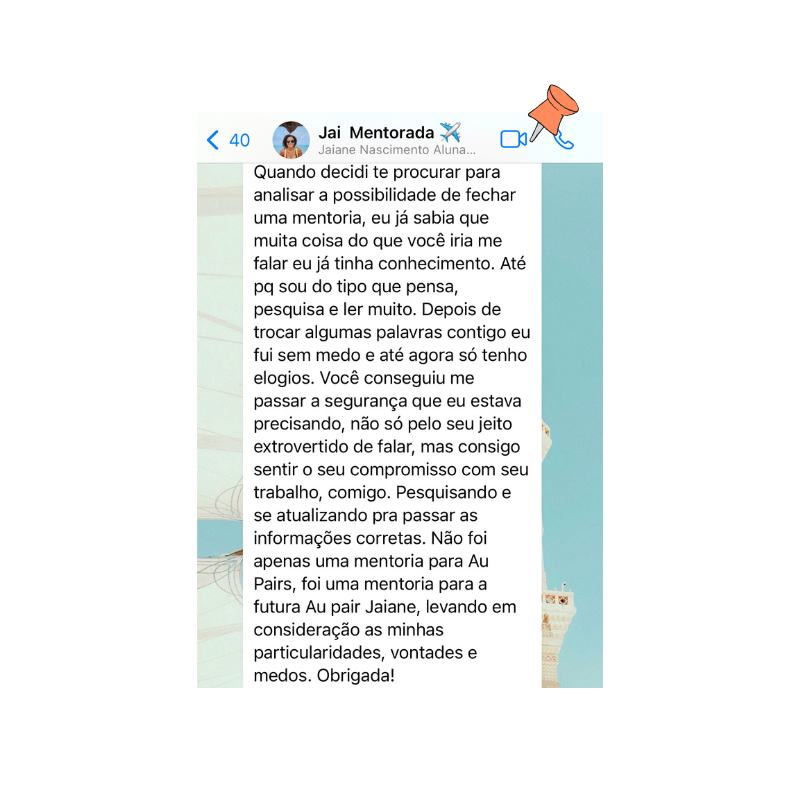 40
Jai Mentorada ✈️
Jaiane Nascimento Aluna...
Quando decidi te procurar para
analisar a possibilidade de fechar
uma mentoria, eu já sabia que
muita coisa do que você iria me
falar eu já tinha conhecimento. Até
pq sou do tipo que pensa,
pesquisa e ler muito. Depois de
trocar algumas palavras contigo eu
fui sem medo e até agora só tenho
elogios. Você conseguiu me
passar a segurança que eu estava
precisando, não só pelo seu jeito
extrovertido de falar, mas consigo
sentir o seu compromisso com seu
trabalho, comigo. Pesquisando e
se atualizando pra passar as
informações corretas. Não foi
apenas uma mentoria para Au
Pairs, foi uma mentoria para a
futura Au pair Jaiane, levando em
consideração as minhas
particularidades, vontades e
medos. Obrigada!